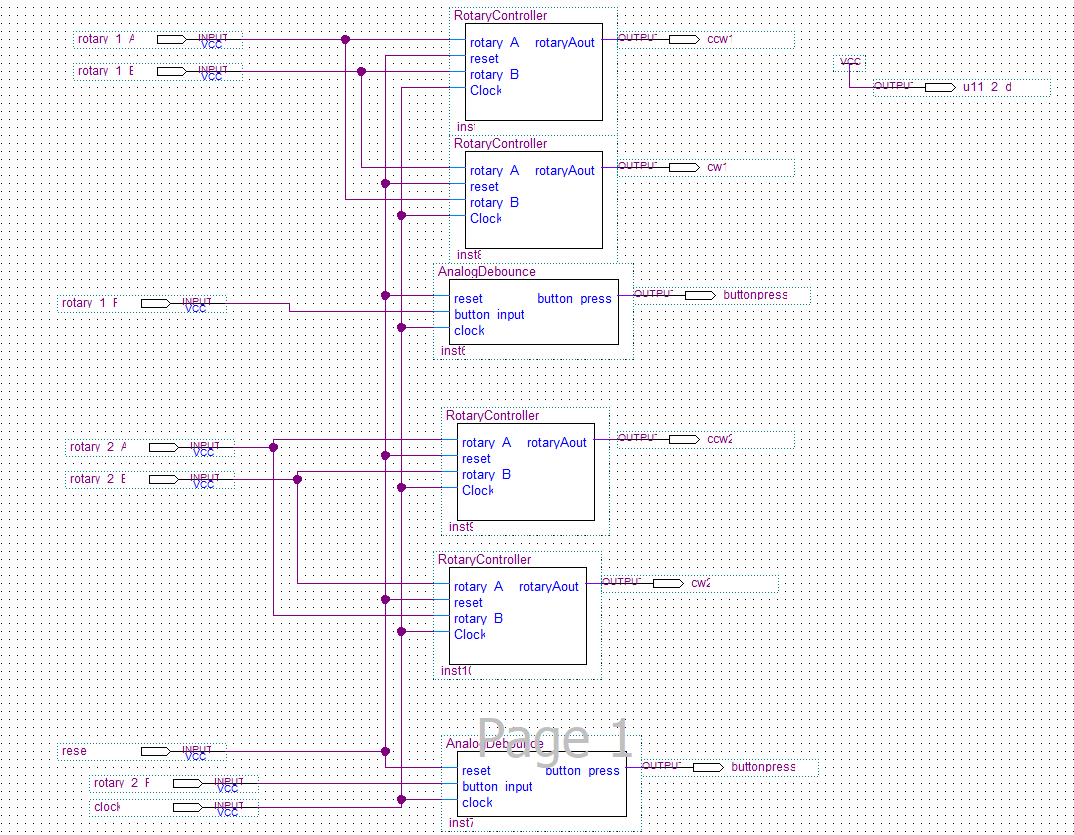 RotaryController
rotary_1_A INPUT VCC
rotary_A rotaryAout
OUTPUT ccw1
reset
rotary_1_B INPUT VCC
rotary_B
Clock
inst
VCC
OUTPUT u11_2_d
RotaryController
rotary_A rotaryAout
OUTPUT cw1
reset
rotary_B
Clock
inst8
AnalogDebounce
rotary_1_P INPUT VCC
reset button_press
OUTPUT buttonpress
button_input
clock
inst6
RotaryController
rotary_2_A INPUT VCC
rotary_A rotaryAout
OUTPUT ccw2
reset
rotary_2_B INPUT VCC
rotary_B
Clock
inst9
RotaryController
rotary_A rotaryAout
OUTPUT cw2
reset
rotary_B
Clock
inst10
Page 1
AnalogDebounce
rese INPUT VCC
reset button_press
OUTPUT buttonpress
rotary_2_P INPUT VCC
button_input
clock INPUT VCC
clock
inst7